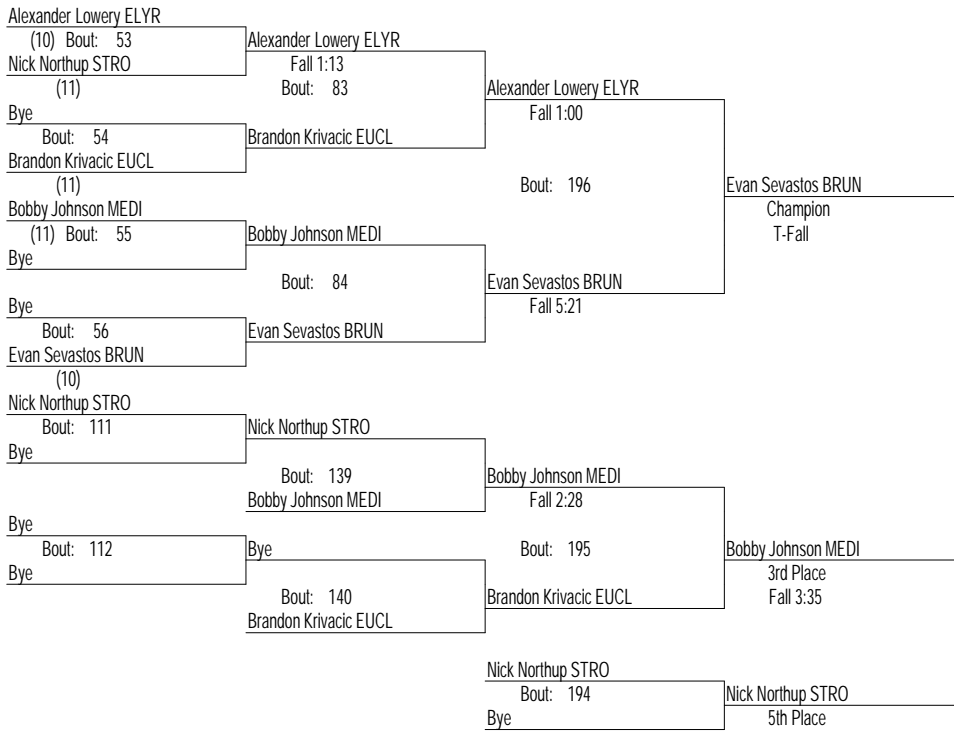 Alexander Lowery ELYR
(10) Bout: 53
Alexander Lowery ELYR
Nick Northup STRO
Fall 1:13
(11)
Bout: 83
Alexander Lowery ELYR
Bye
Fall 1:00
Bout: 54
Brandon Krivacic EUCL
Brandon Krivacic EUCL
(11)
Bout: 196
Evan Sevastos BRUN
Bobby Johnson MEDI
Champion
(11) Bout: 55
Bobby Johnson MEDI
T-Fall
Bye
Bout: 84
Evan Sevastos BRUN
Bye
Fall 5:21
Bout: 56
Evan Sevastos BRUN
Evan Sevastos BRUN
(10)
Nick Northup STRO
Bout: 111
Nick Northup STRO
Bye
Bout: 139
Bobby Johnson MEDI
Bobby Johnson MEDI
Fall 2:28
Bye
Bout: 112
Bye
Bout: 195
Bobby Johnson MEDI
Bye
3rd Place
Bout: 140
Brandon Krivacic EUCL
Fall 3:35
Brandon Krivacic EUCL
Nick Northup STRO
Bout: 194
Nick Northup STRO
Bye
5th Place